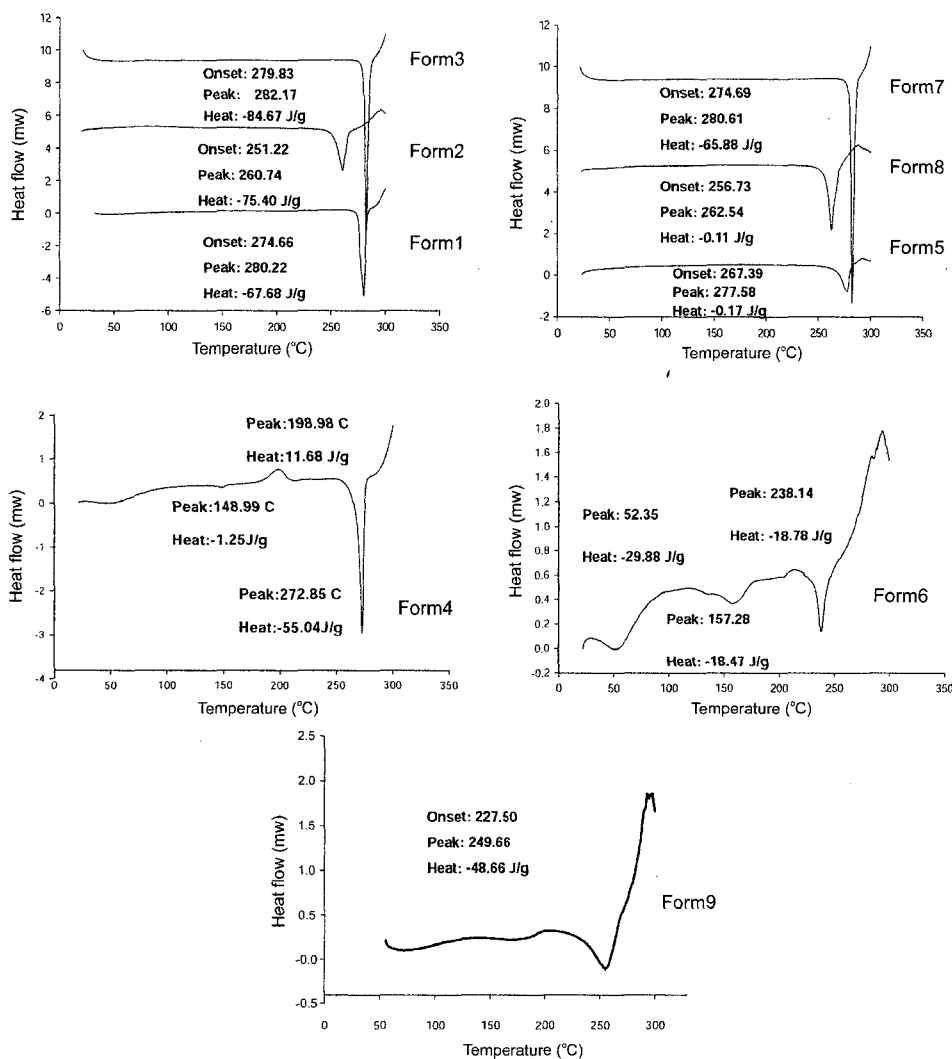 12
10
8
6
4
2
0
-2
-4
-6
Heat flow (mw)
Form3
Onset: 279.83
Peak: 282.17
Heat: -84.67 J/g
Form2
Onset: 251.22
Peak: 260.74
Heat: -75.40 J/g
Form1
Onset: 274.66
Peak: 280.22
Heat: -67.68 J/g
0 50 100 150 200 250 300 350
Temperature (°C)
12
10
8
6
4
2
0
-2
Heat flow (mw)
Form7
Onset: 274.69
Peak: 280.61
Heat: -65.88 J/g
Form8
Onset: 256.73
Peak: 262.54
Heat: -0.11 J/g
Form5
Onset: 267.39
Peak: 277.58
Heat: -0.17 J/g
0 50 100 150 200 250 300 350
Temperature (°C)
2
1
0
-1
-2
-3
-4
Heat flow (mw)
Peak:198.98 C
Heat:11.68 J/g
Peak:148.99 C
Heat:-1.25J/g
Peak:272.85 C
Heat:-55.04J/g
Form4
0 50 100 150 200 250 300 350
Temperature (°C)
2.0
1.8
1.6
1.4
1.2
1.0
0.8
0.6
0.4
0.2
0.0
-0.2
Heat flow (mw)
Peak: 52.35
Heat: -29.88 J/g
Peak: 238.14
Heat: -18.78 J/g
Peak: 157.28
Heat: -18.47 J/g
Form6
0 50 100 150 200 250 300 350
Temperature (°C)
2.5
2.0
1.5
1.0
0.5
-0.0
-0.5
Heat flow (mw)
Onset: 227.50
Peak: 249.66
Heat: -48.66 J/g
Form9
0 50 100 150 200 250 300
Temperature (°C)